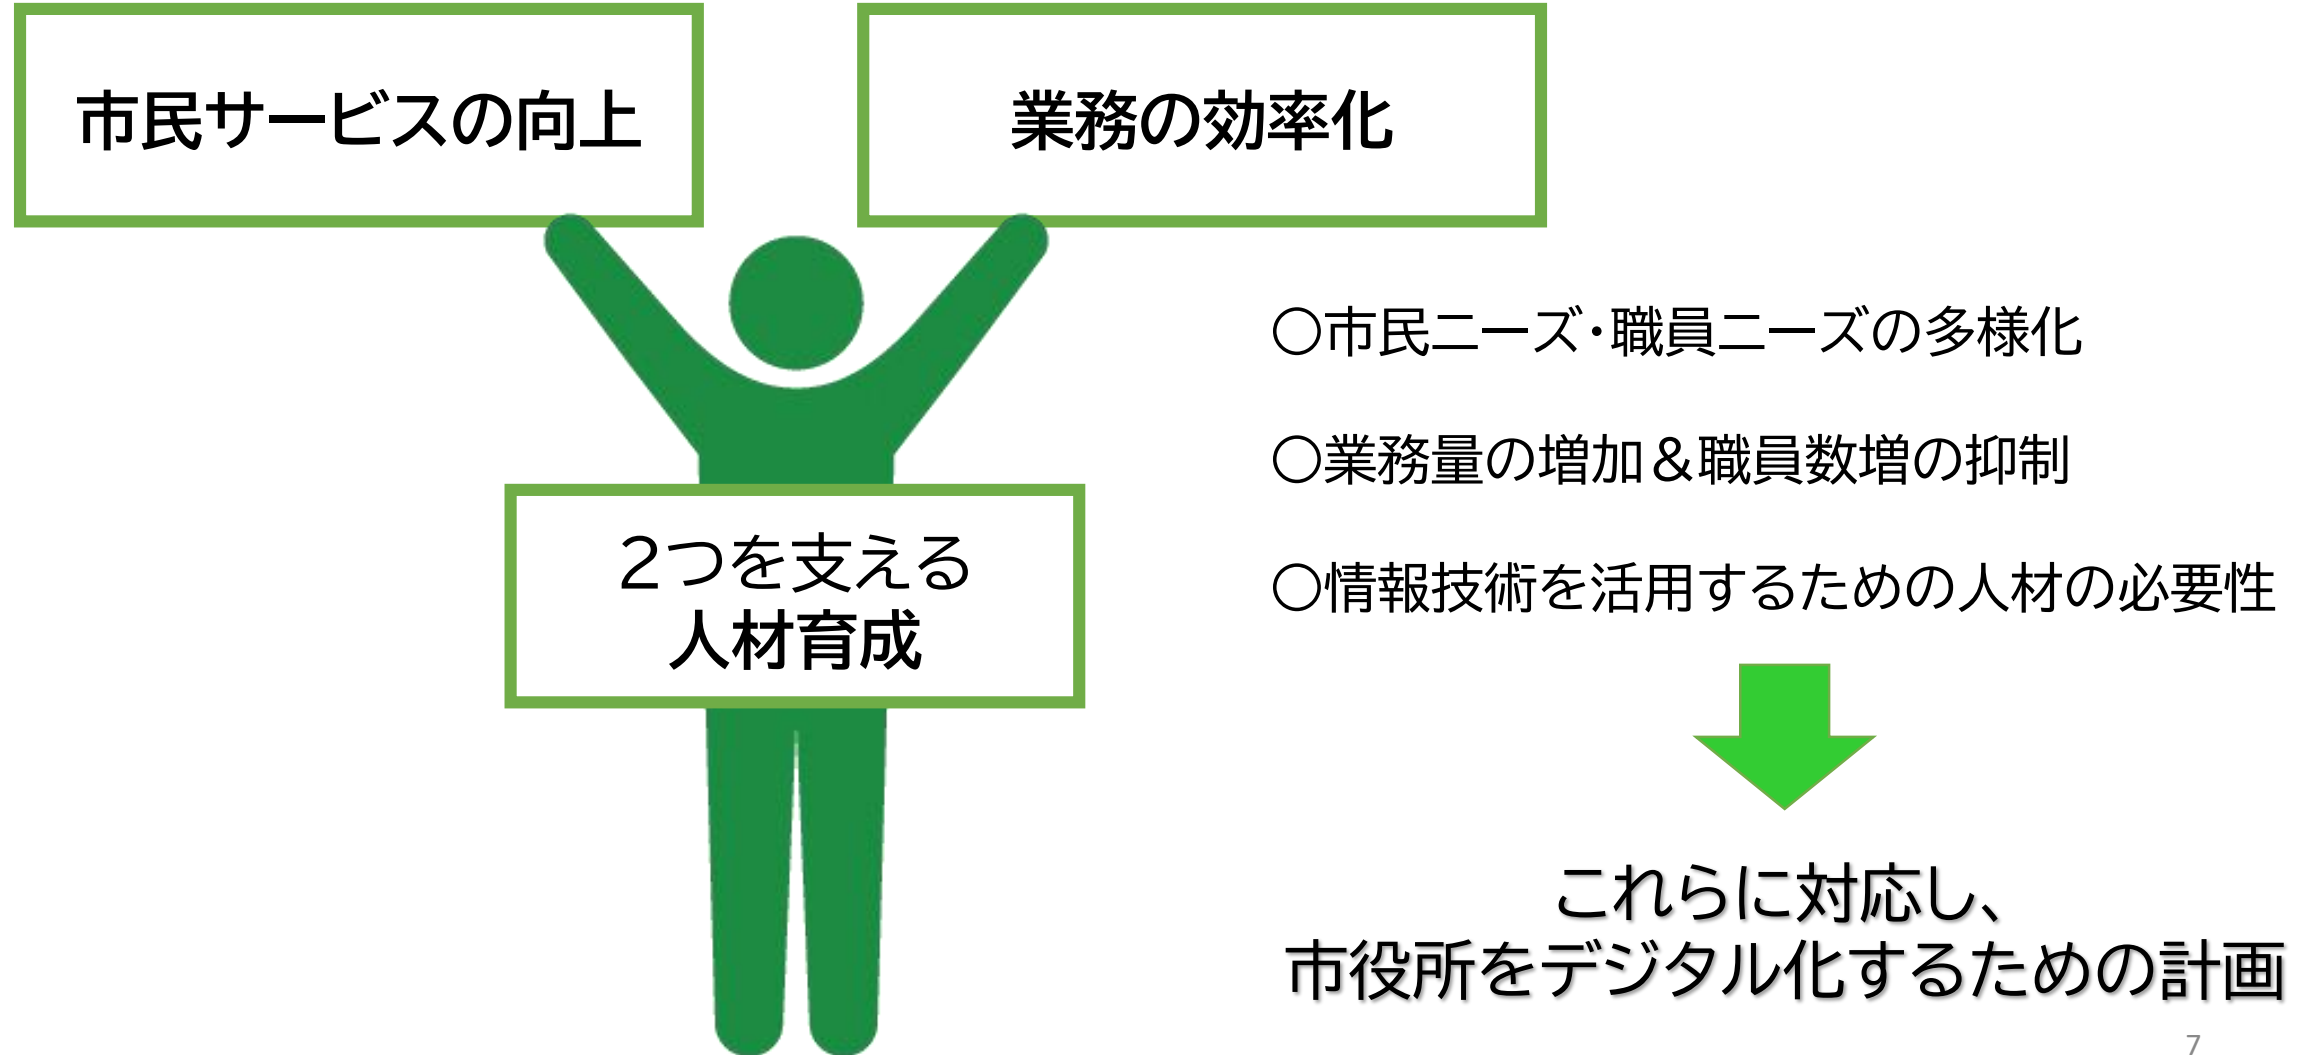 市民サービスの向上
業務の効率化
〇市民ニーズ・職員ニーズの多様化
〇業務量の増加＆職員数増の抑制
２つを支える
人材育成
〇情報技術を活用するための人材の必要性
これらに対応し、
市役所をデジタル化するための計画
7